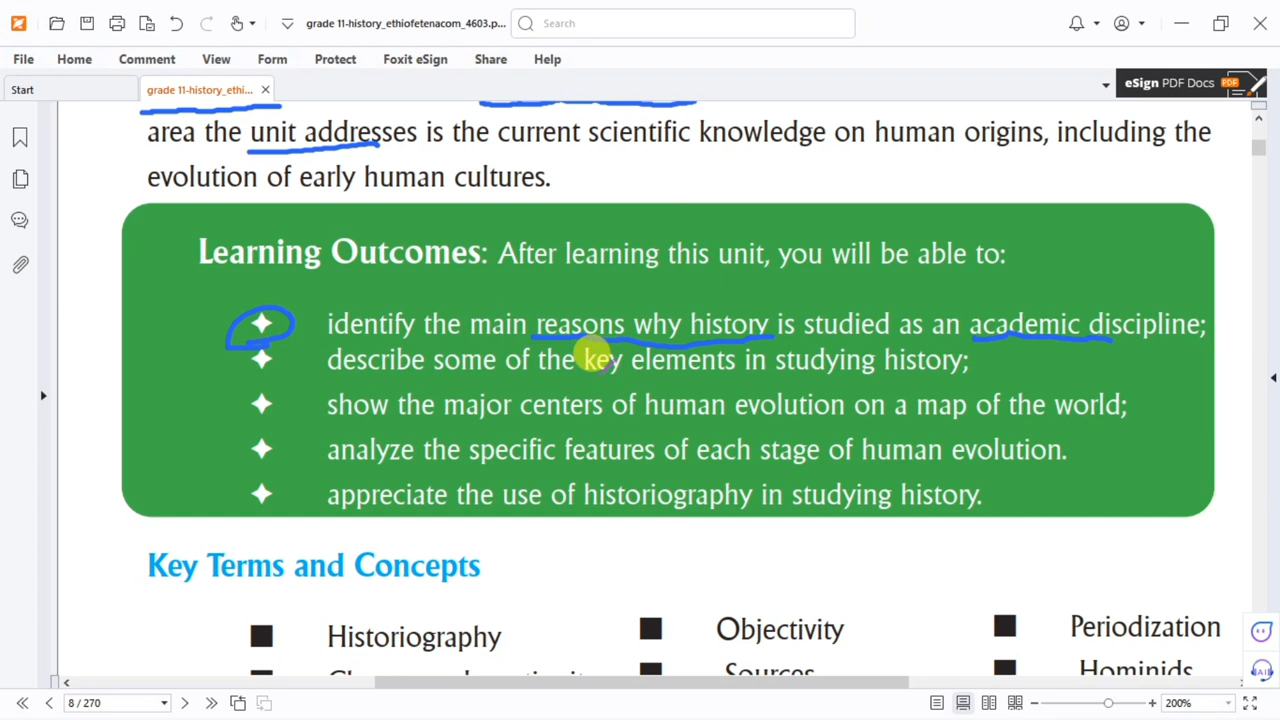 grade 11-history_ethiofetenacom_4603.p...
Search
File Home Comment View Form Protect Foxit eSign Share Help
Start
grade 11-history_ethi...
eSign PDF Docs
area the unit addresses is the current scientific knowledge on human origins, including the
evolution of early human cultures.
Learning Outcomes: After learning this unit, you will be able to:
identify the main reasons why history is studied as an academic discipline;
describe some of the key elements in studying history;
show the major centers of human evolution on a map of the world;
analyze the specific features of each stage of human evolution.
appreciate the use of historiography in studying history.
Key Terms and Concepts
Historiography Objectivity Periodization
Sources Hominids
8 / 270
200%